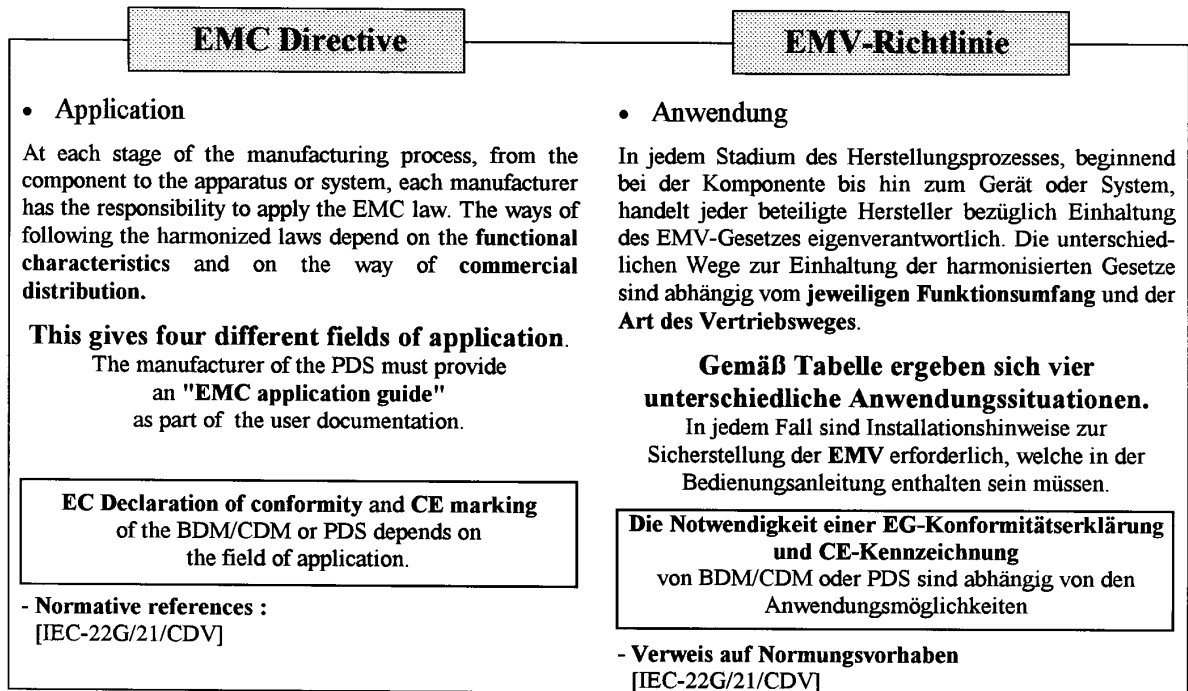 EMC Directive
• Application
At each stage of the manufacturing process, from the
component to the apparatus or system, each manufacturer
has the responsibility to apply the EMC law. The ways of
following the harmonized laws depend on the functional
characteristics and on the way of commercial
distribution.
This gives four different fields of application.
The manufacturer of the PDS must provide
an "EMC application guide"
as part of the user documentation.
EC Declaration of conformity and CE marking
of the BDM/CDM or PDS depends on
the field of application.
- Normative references :
[IEC-22G/21/CDV]
EMV-Richtlinie
• Anwendung
In jedem Stadium des Herstellungsprozesses, beginnend
bei der Komponente bis hin zum Gerät oder System,
handelt jeder beteiligte Hersteller bezüglich Einhaltung
des EMV-Gesetzes eigenverantwortlich. Die unterschied-
lichen Wege zur Einhaltung der harmonisierten Gesetze
sind abhängig vom jeweiligen Funktionsumfang und der
Art des Vertriebsweges.
Gemäß Tabelle ergeben sich vier
unterschiedliche Anwendungssituationen.
In jedem Fall sind Installationshinweise zur
Sicherstellung der EMV erforderlich, welche in der
Bedienungsanleitung enthalten sein müssen.
Die Notwendigkeit einer EG-Konformitätserklärung
und CE-Kennzeichnung
von BDM/CDM oder PDS sind abhängig von den
Anwendungsmöglichkeiten
- Verweis auf Normungsvorhaben
[IEC-22G/21/CDV]